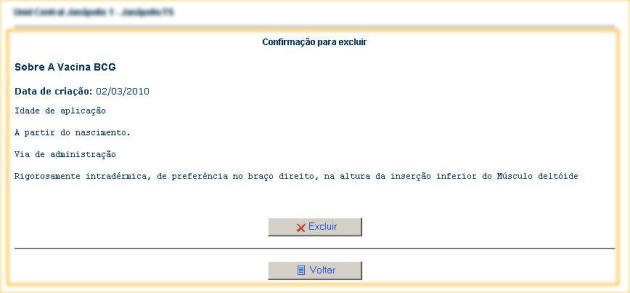 Confirmação para excluir
Sobre A Vacina BCG
Data de criação: 02/03/2010
Idade de aplicação
A partir do nascimento.
Via de administração
Rigorosamente intradérmica, de preferência no braço direito, na altura da inserção inferior do Músculo deltóide
Excluir
Voltar